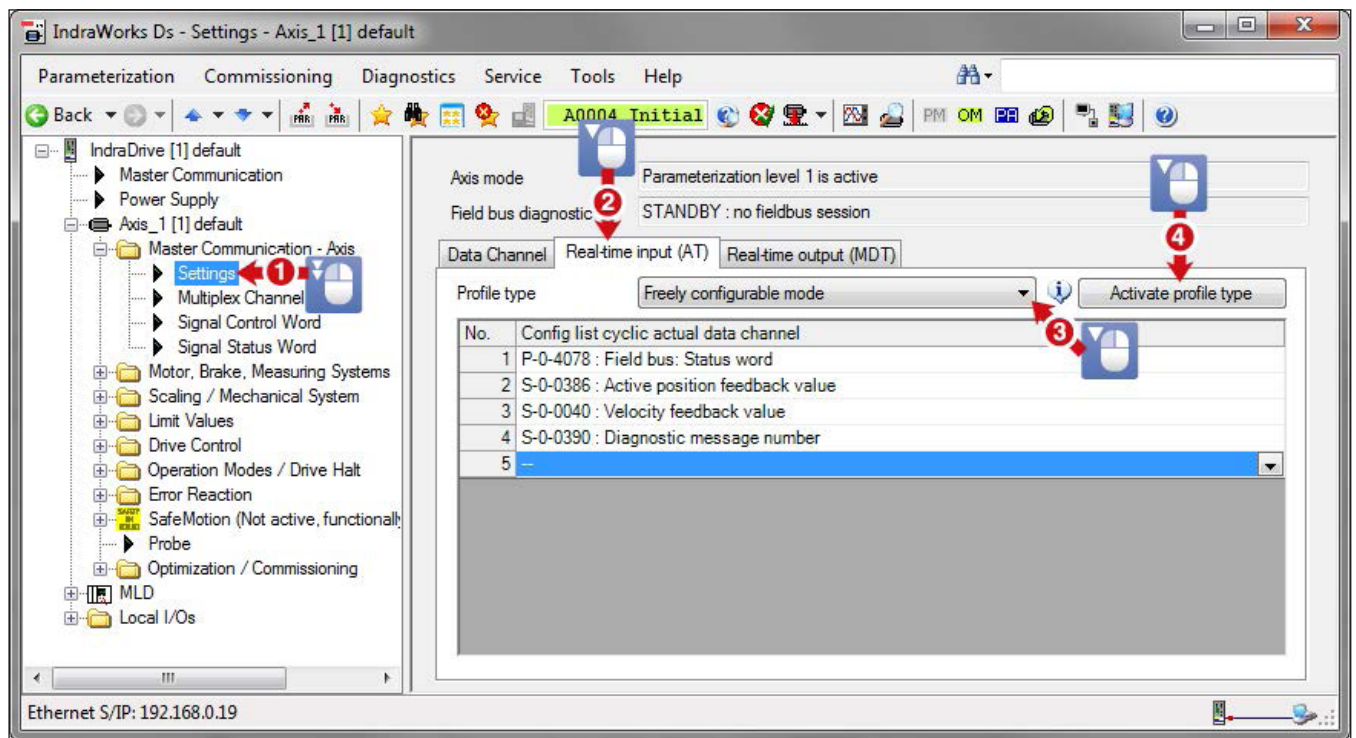 IndraWorks Ds - Settings - Axis_1 [1] default
Parameterization Commissioning Diagnostics Service Tools Help
Back PAR PAR A0004 Initial PM OM
IndraDrive [1] default
Master Communication
Power Supply
Axis_1 [1] default
Master Communication - Axis
Settings 1
Multiplex Channel
Signal Control Word
Signal Status Word
Motor, Brake, Measuring Systems
Scaling / Mechanical System
Limit Values
Drive Control
Operation Modes / Drive Halt
Error Reaction
SafeMotion (Not active, functionally
Probe
Optimization / Commissioning
MLD
Local I/Os
Axis mode Parameterization level 1 is active
Field bus diagnostic 2 STANDBY : no fieldbus session
4
Data Channel Real-time input (AT) Real-time output (MDT)
Profile type Freely configurable mode Activate profile type
3
No. Config list cyclic actual data channel
1 P-0-4078 : Field bus: Status word
2 S-0-0386 : Active position feedback value
3 S-0-0040 : Velocity feedback value
4 S-0-0390 : Diagnostic message number
5 --
Ethernet S/IP: 192.168.0.19